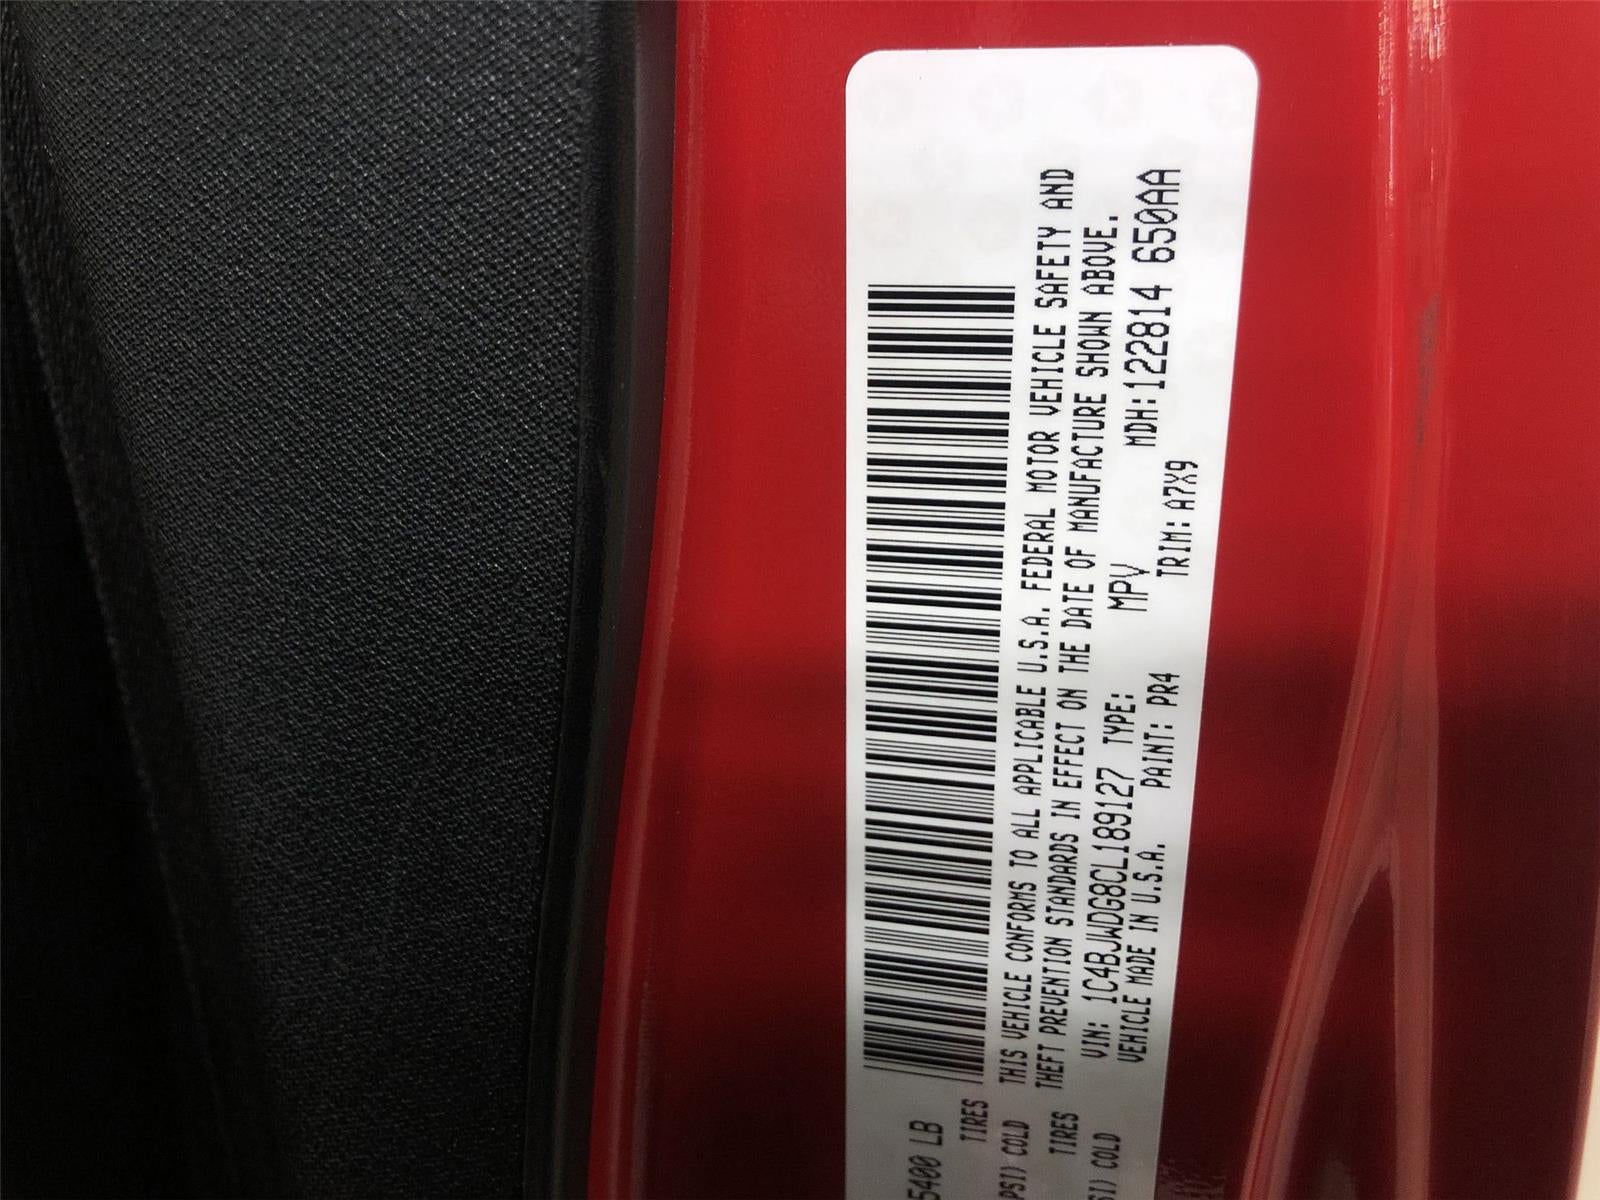 5400 LB
TIRES
PSI) COLD
TIRES
SI) COLD
THIS VEHICLE CONFORMS TO ALL APPLICABLE U.S.A. FEDERAL MOTOR VEHICLE SAFETY AND
THEFT PREVENTION STANDARDS IN EFFECT ON THE DATE OF MANUFACTURE SHOWN ABOVE.
VIN: 1C4BJWDG8CL189127 TYPE: MPV MDH:122814 650AA
VEHICLE MADE IN U.S.A. PAINT: PR4 TRIM: A7X9